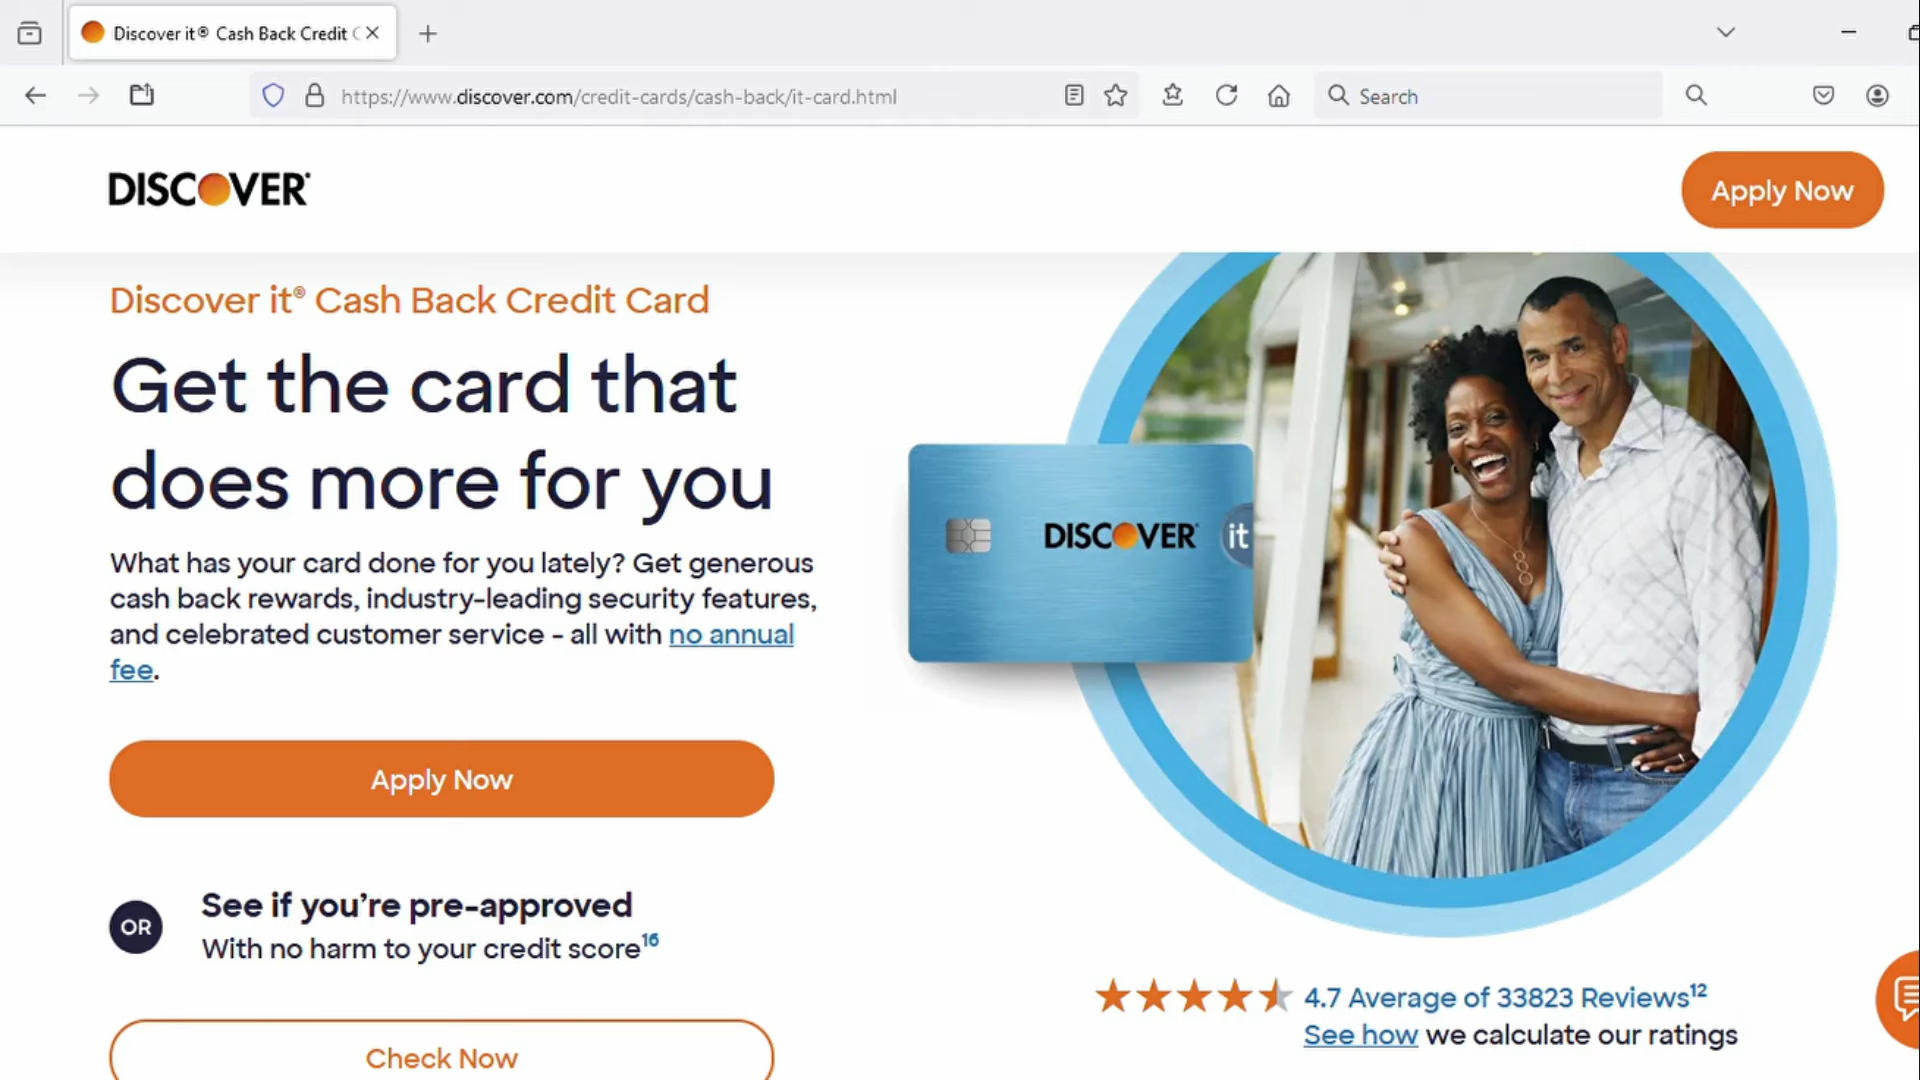 Discover it® Cash Back Credit
https://www.discover.com/credit-cards/cash-back/it-card.html
Search
DISCOVER
Apply Now
Discover it® Cash Back Credit Card
Get the card that
does more for you
What has your card done for you lately? Get generous
cash back rewards, industry-leading security features,
and celebrated customer service - all with no annual
fee.
DISCOVER it
Apply Now
OR
See if you're pre-approved
With no harm to your credit score16
Check Now
4.7 Average of 33823 Reviews12
See how we calculate our ratings